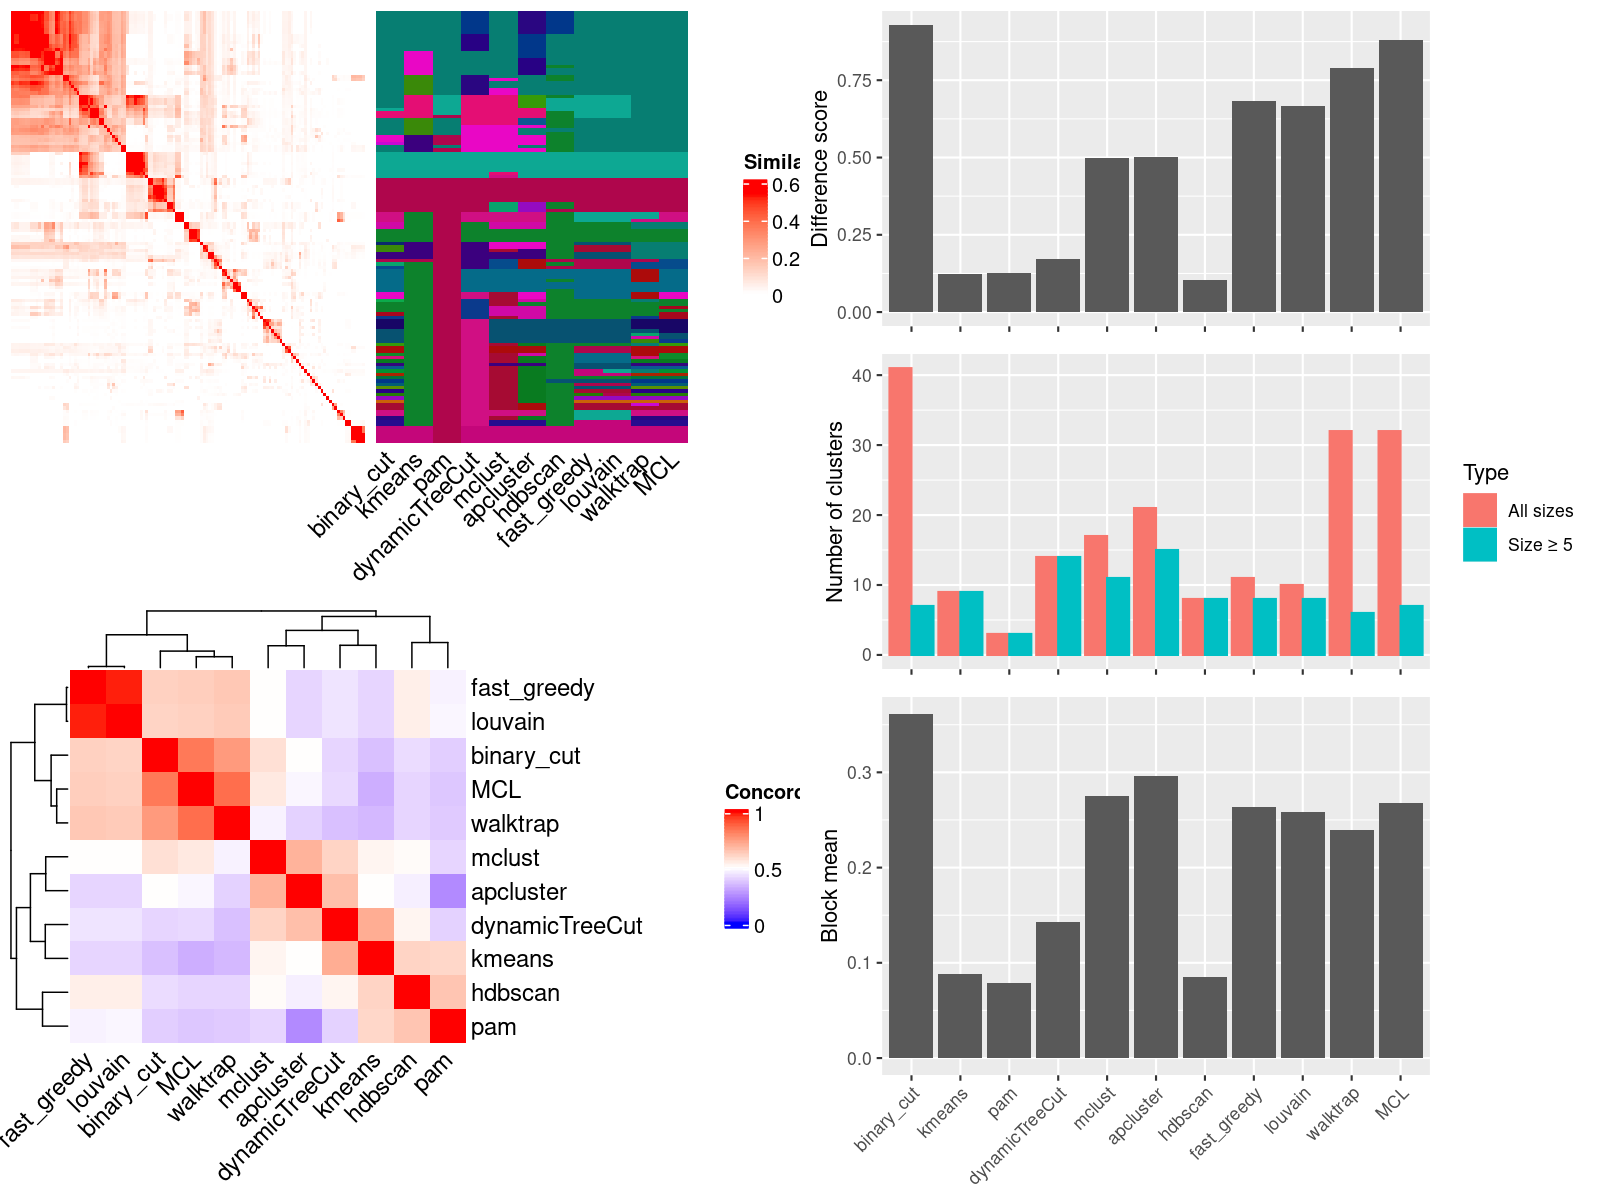 Simila
0.6
0.4
0.2
0
binary_cut
kmeans
pam
dynamicTreeCut
mclust
apcluster
hdbscan
fast_greedy
louvain
walktrap
MCL
fast_greedy
louvain
binary_cut
MCL
walktrap
mclust
apcluster
dynamicTreeCut
kmeans
hdbscan
pam
Concord
1
0.5
0
fast_greedy
louvain
binary_cut
MCL
walktrap
mclust
apcluster
dynamicTreeCut
kmeans
hdbscan
pam
Difference score
0.75
0.50
0.25
0.00
Number of clusters
40
30
20
10
0
Type
All sizes
Size ≥ 5
Block mean
0.3
0.2
0.1
0.0
binary_cut
kmeans
pam
dynamicTreeCut
mclust
apcluster
hdbscan
fast_greedy
louvain
walktrap
MCL